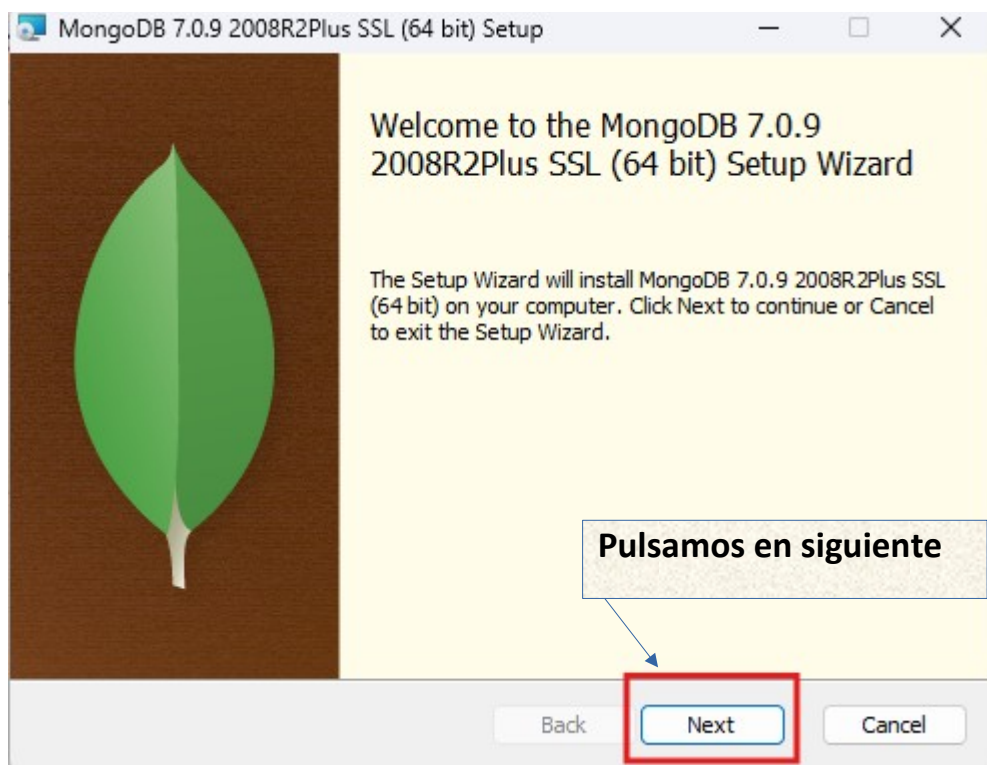 MongoDB 7.0.9 2008R2Plus SSL (64 bit) Setup
Welcome to the MongoDB 7.0.9
2008R2Plus SSL (64 bit) Setup Wizard
The Setup Wizard will install MongoDB 7.0.9 2008R2Plus SSL
(64 bit) on your computer. Click Next to continue or Cancel
to exit the Setup Wizard.
Pulsamos en siguiente
Back Next Cancel